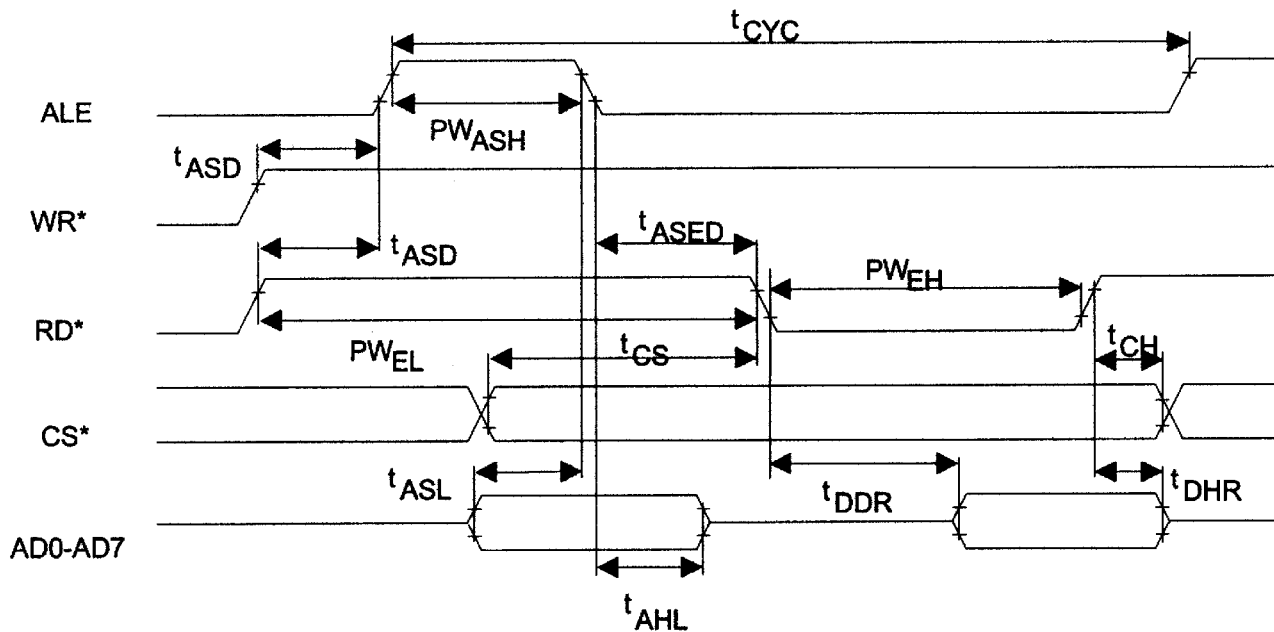 tCYC
ALE
PWASH
tASD
WR*
tASED
tASD
PWEH
RD*
PWEL
tCS
tCH
CS*
tASL
tDDR
tDHR
AD0-AD7
tAHL